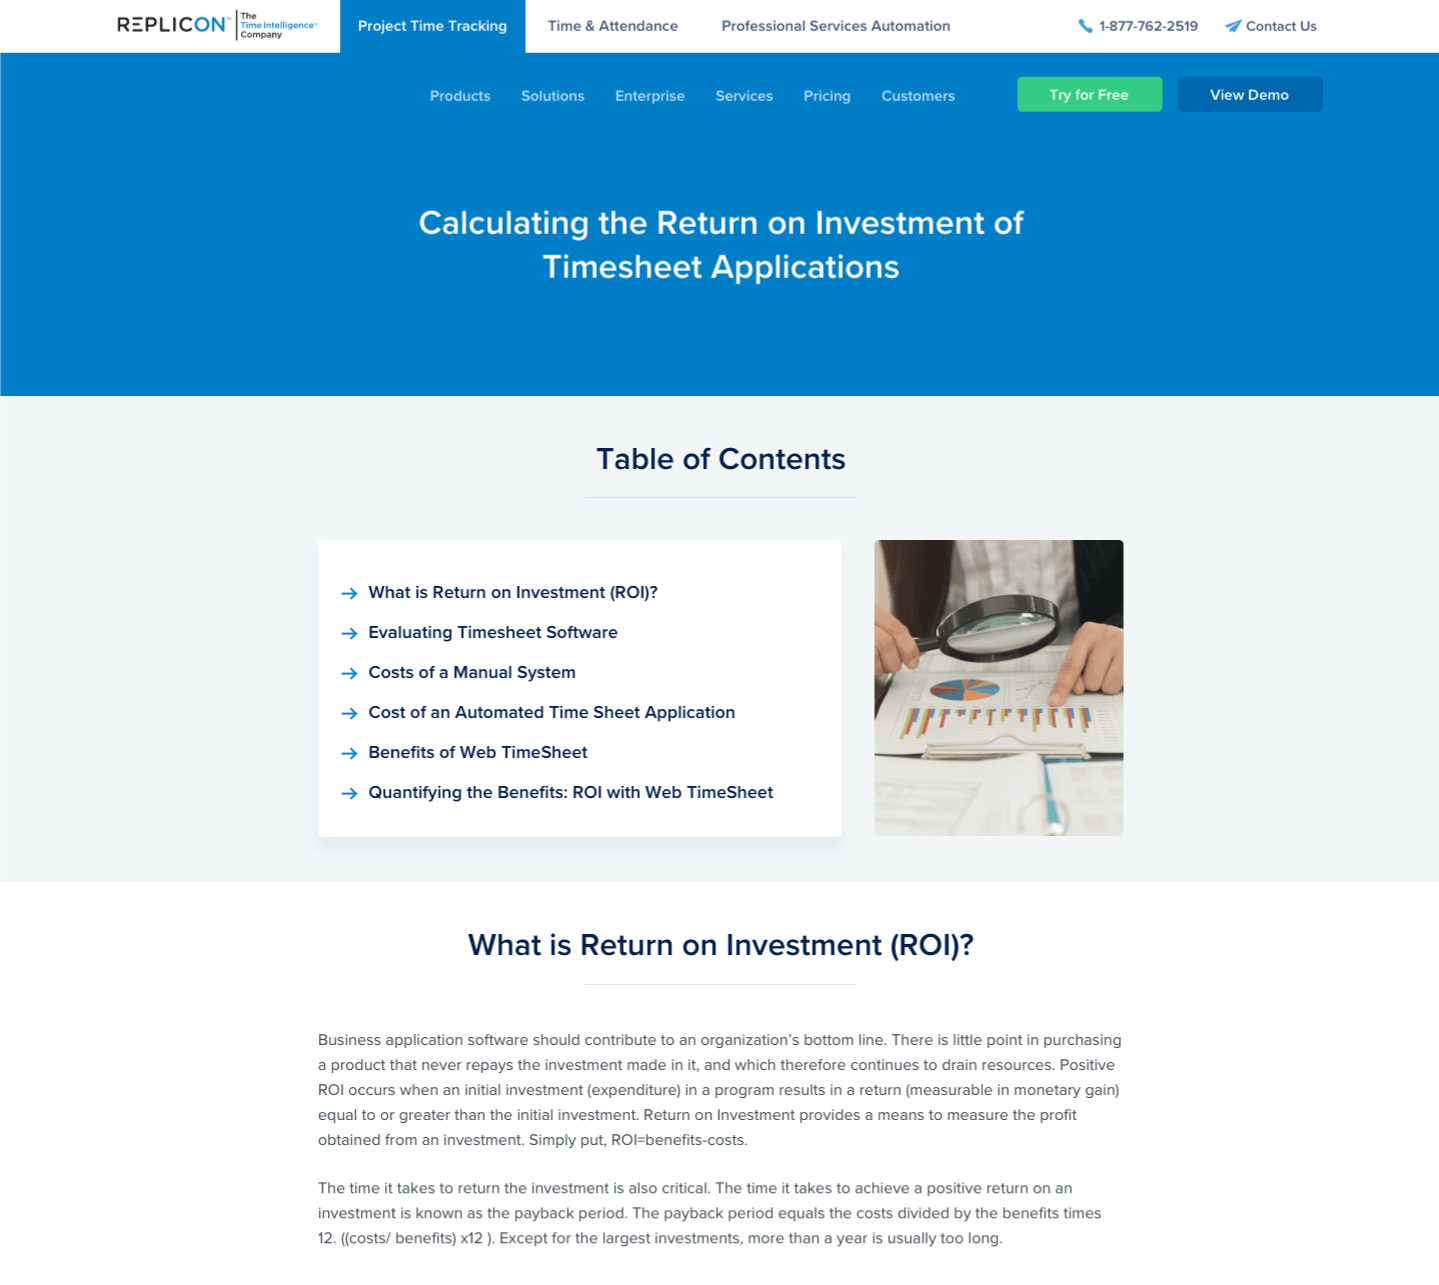 REPLICON™ The
Time Intelligence™
Company
Project Time Tracking
Time & Attendance
Professional Services Automation
1-877-762-2519
Contact Us
Products
Solutions
Enterprise
Services
Pricing
Customers
Try for Free
View Demo
Calculating the Return on Investment of
Timesheet Applications
Table of Contents
What is Return on Investment (ROI)?
Evaluating Timesheet Software
Costs of a Manual System
Cost of an Automated Time Sheet Application
Benefits of Web TimeSheet
Quantifying the Benefits: ROI with Web TimeSheet
What is Return on Investment (ROI)?
Business application software should contribute to an organization’s bottom line. There is little point in purchasing
a product that never repays the investment made in it, and which therefore continues to drain resources. Positive
ROI occurs when an initial investment (expenditure) in a program results in a return (measurable in monetary gain)
equal to or greater than the initial investment. Return on Investment provides a means to measure the profit
obtained from an investment. Simply put, ROI=benefits-costs.
The time it takes to return the investment is also critical. The time it takes to achieve a positive return on an
investment is known as the payback period. The payback period equals the costs divided by the benefits times
12. ((costs/ benefits) x12 ). Except for the largest investments, more than a year is usually too long.